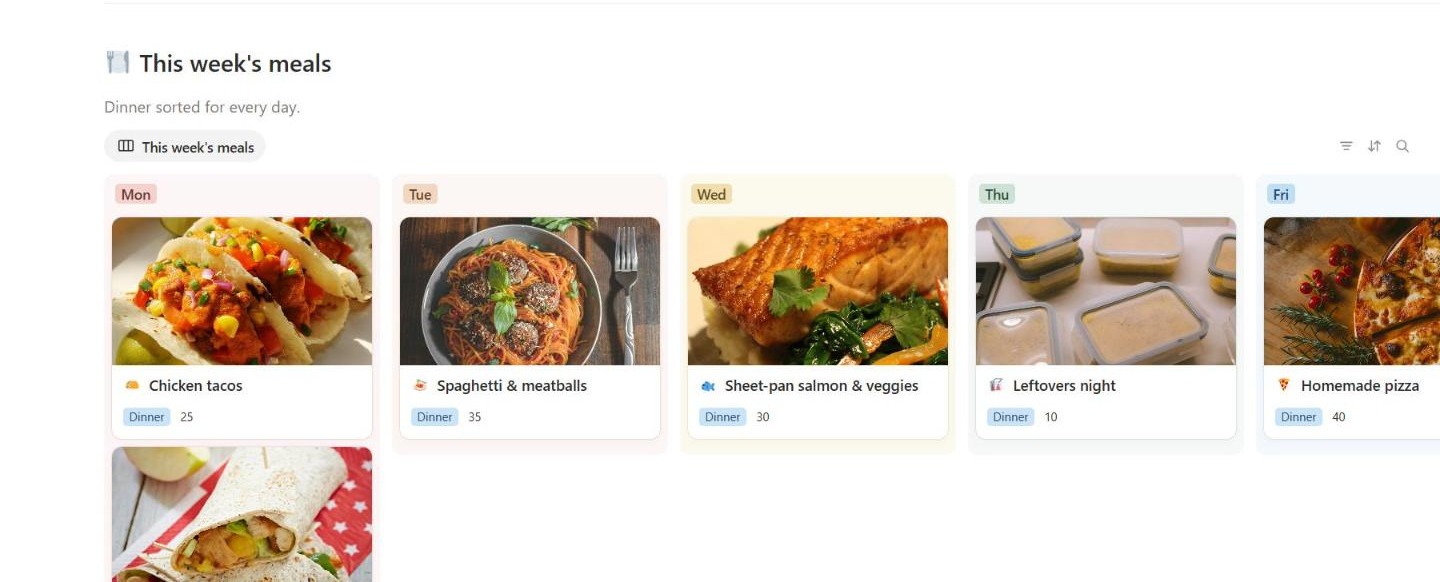 This week's meals
Dinner sorted for every day.
This week's meals
Mon
Chicken tacos
Dinner 25
Tue
Spaghetti & meatballs
Dinner 35
Wed
Sheet-pan salmon & veggies
Dinner 30
Thu
Leftovers night
Dinner 10
Fri
Homemade pizza
Dinner 40